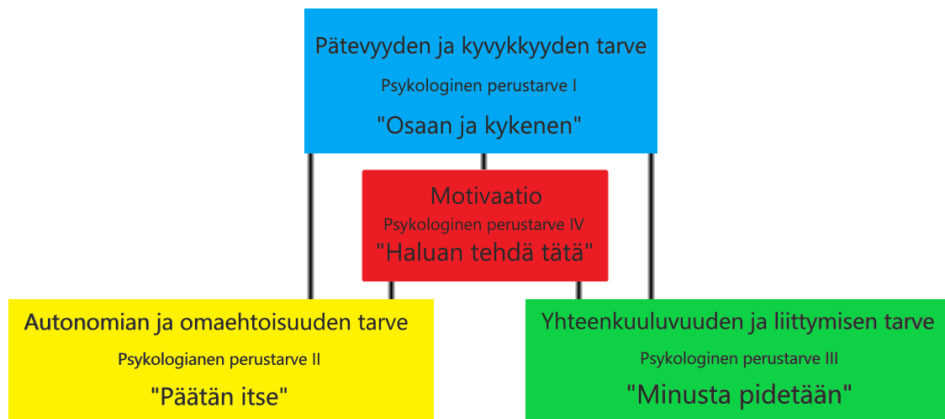 Pätevyyden ja kyvykkyyden tarve
Psykologinen perustarve I
"Osaan ja kykenen"
Motivaatio
Psykologinen perustarve IV
"Haluan tehdä tätä"
Autonomian ja omaehtoisuuden tarve
Psykologianen perustarve II
"Päätän itse"
Yhteenkuuluvuuden ja liittymisen tarve
Psykologinen perustarve III
"Minusta pidetään"